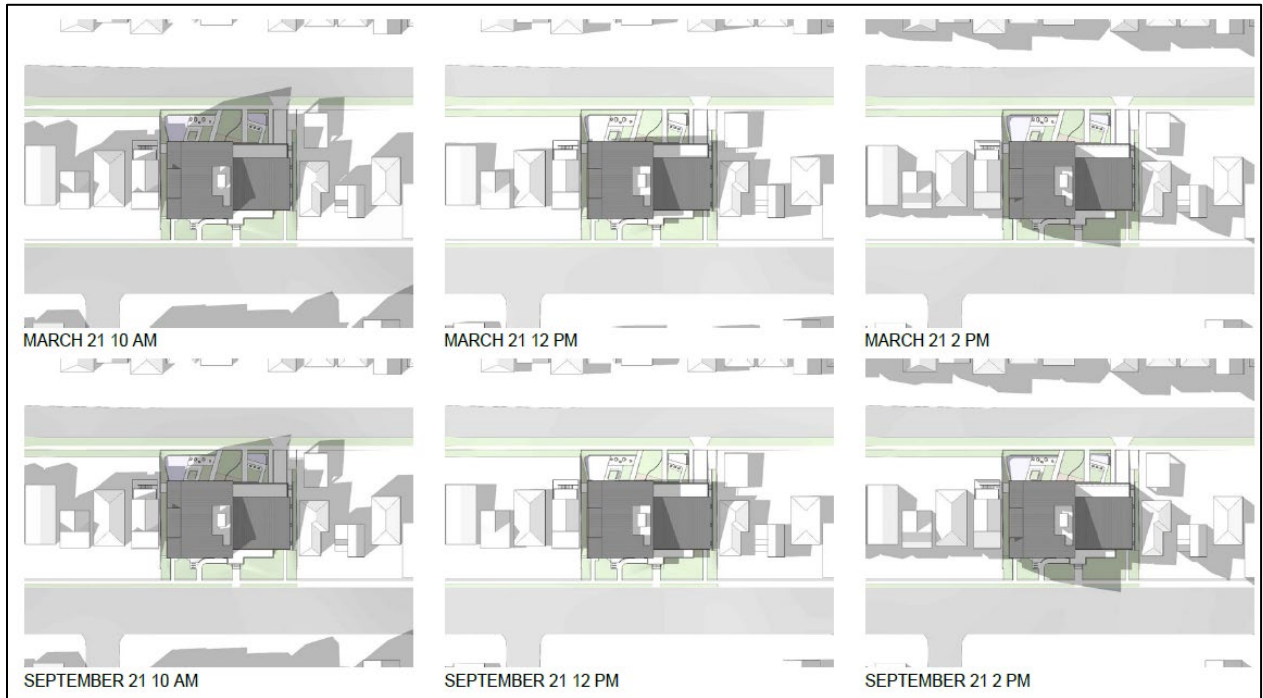 MARCH 21 10 AM
MARCH 21 12 PM
MARCH 21 2 PM
SEPTEMBER 21 10 AM
SEPTEMBER 21 12 PM
SEPTEMBER 21 2 PM